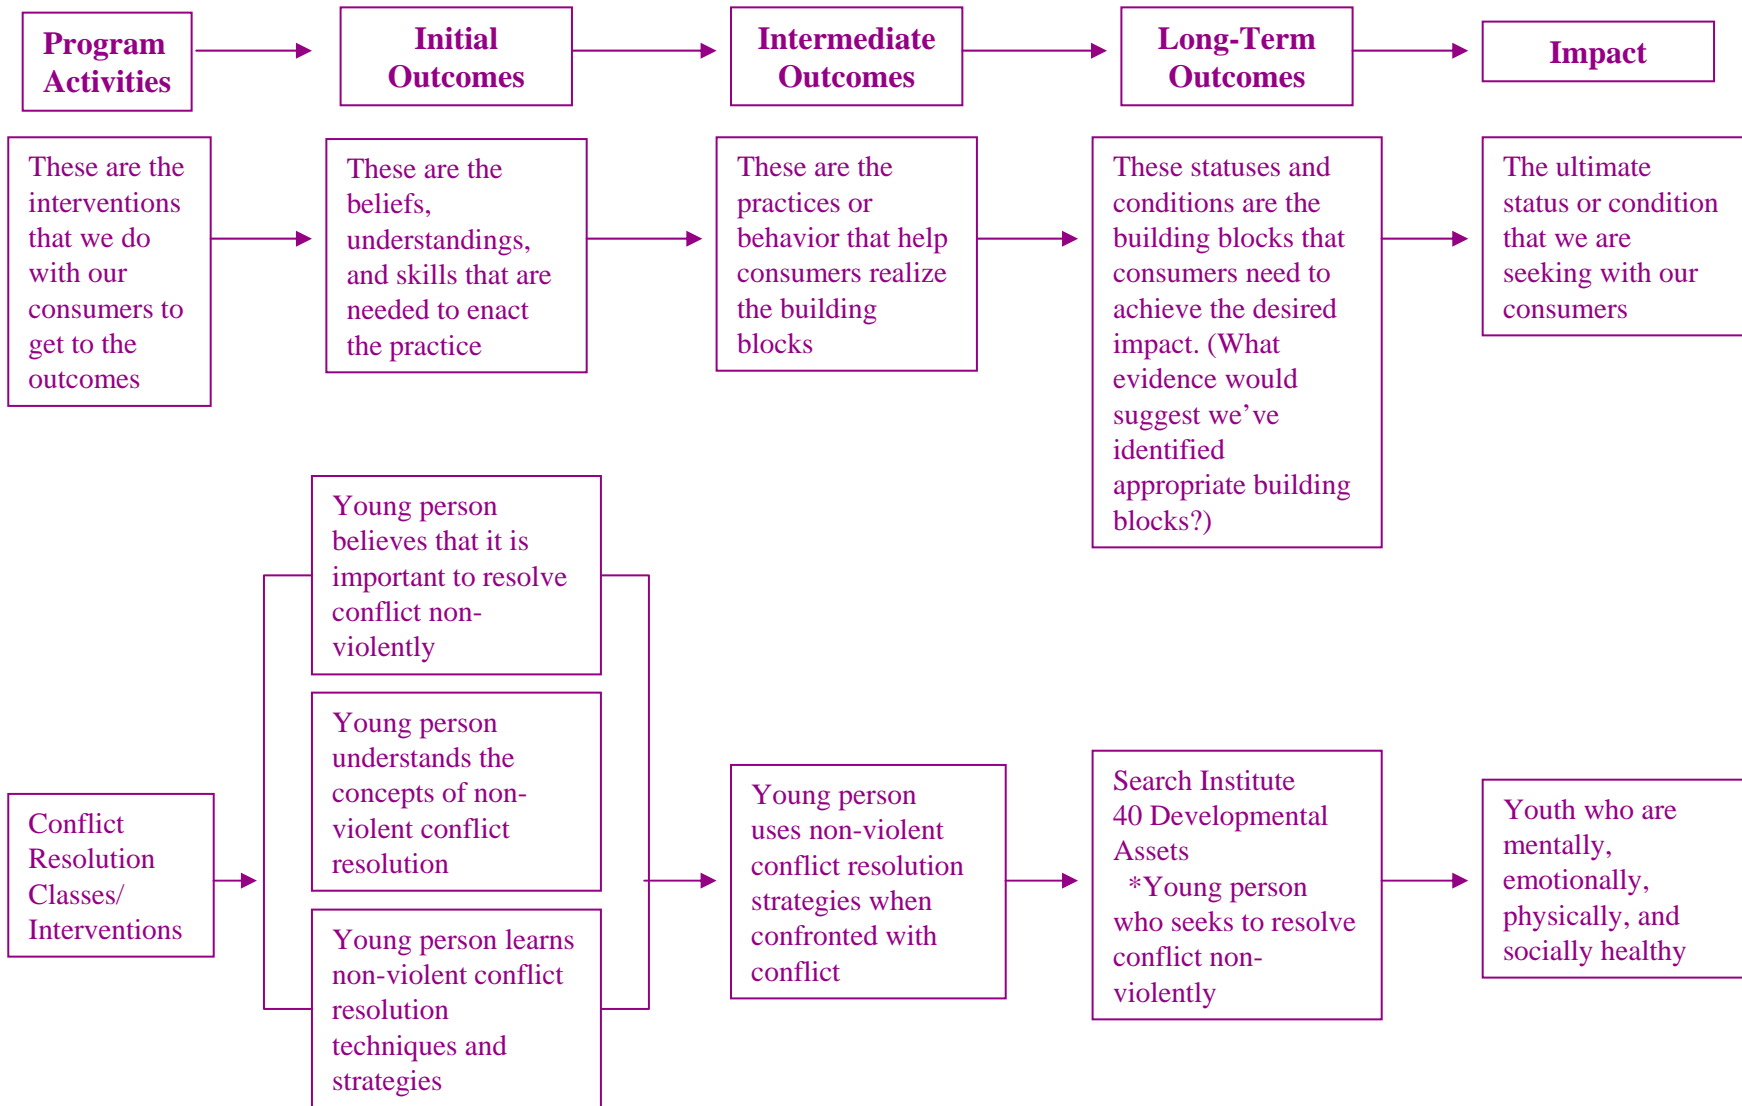 Program
Activities
Initial
Outcomes
Intermediate
Outcomes
Long-Term
Outcomes
Impact
These are the
interventions
that we do
with our
consumers to
get to the
outcomes
These are the
beliefs,
understandings,
and skills that are
needed to enact
the practice
These are the
practices or
behavior that help
consumers realize
the building
blocks
These statuses and
conditions are the
building blocks that
consumers need to
achieve the desired
impact. (What
evidence would
suggest we’ve
identified
appropriate building
blocks?)
The ultimate
status or condition
that we are
seeking with our
consumers
Conflict
Resolution
Classes/
Interventions
Young person
believes that it is
important to resolve
conflict non-
violently
Young person
understands the
concepts of non-
violent conflict
resolution
Young person learns
non-violent conflict
resolution
techniques and
strategies
Young person
uses non-violent
conflict resolution
strategies when
confronted with
conflict
Search Institute
40 Developmental
Assets
*Young person
who seeks to resolve
conflict non-
violently
Youth who are
mentally,
emotionally,
physically, and
socially healthy